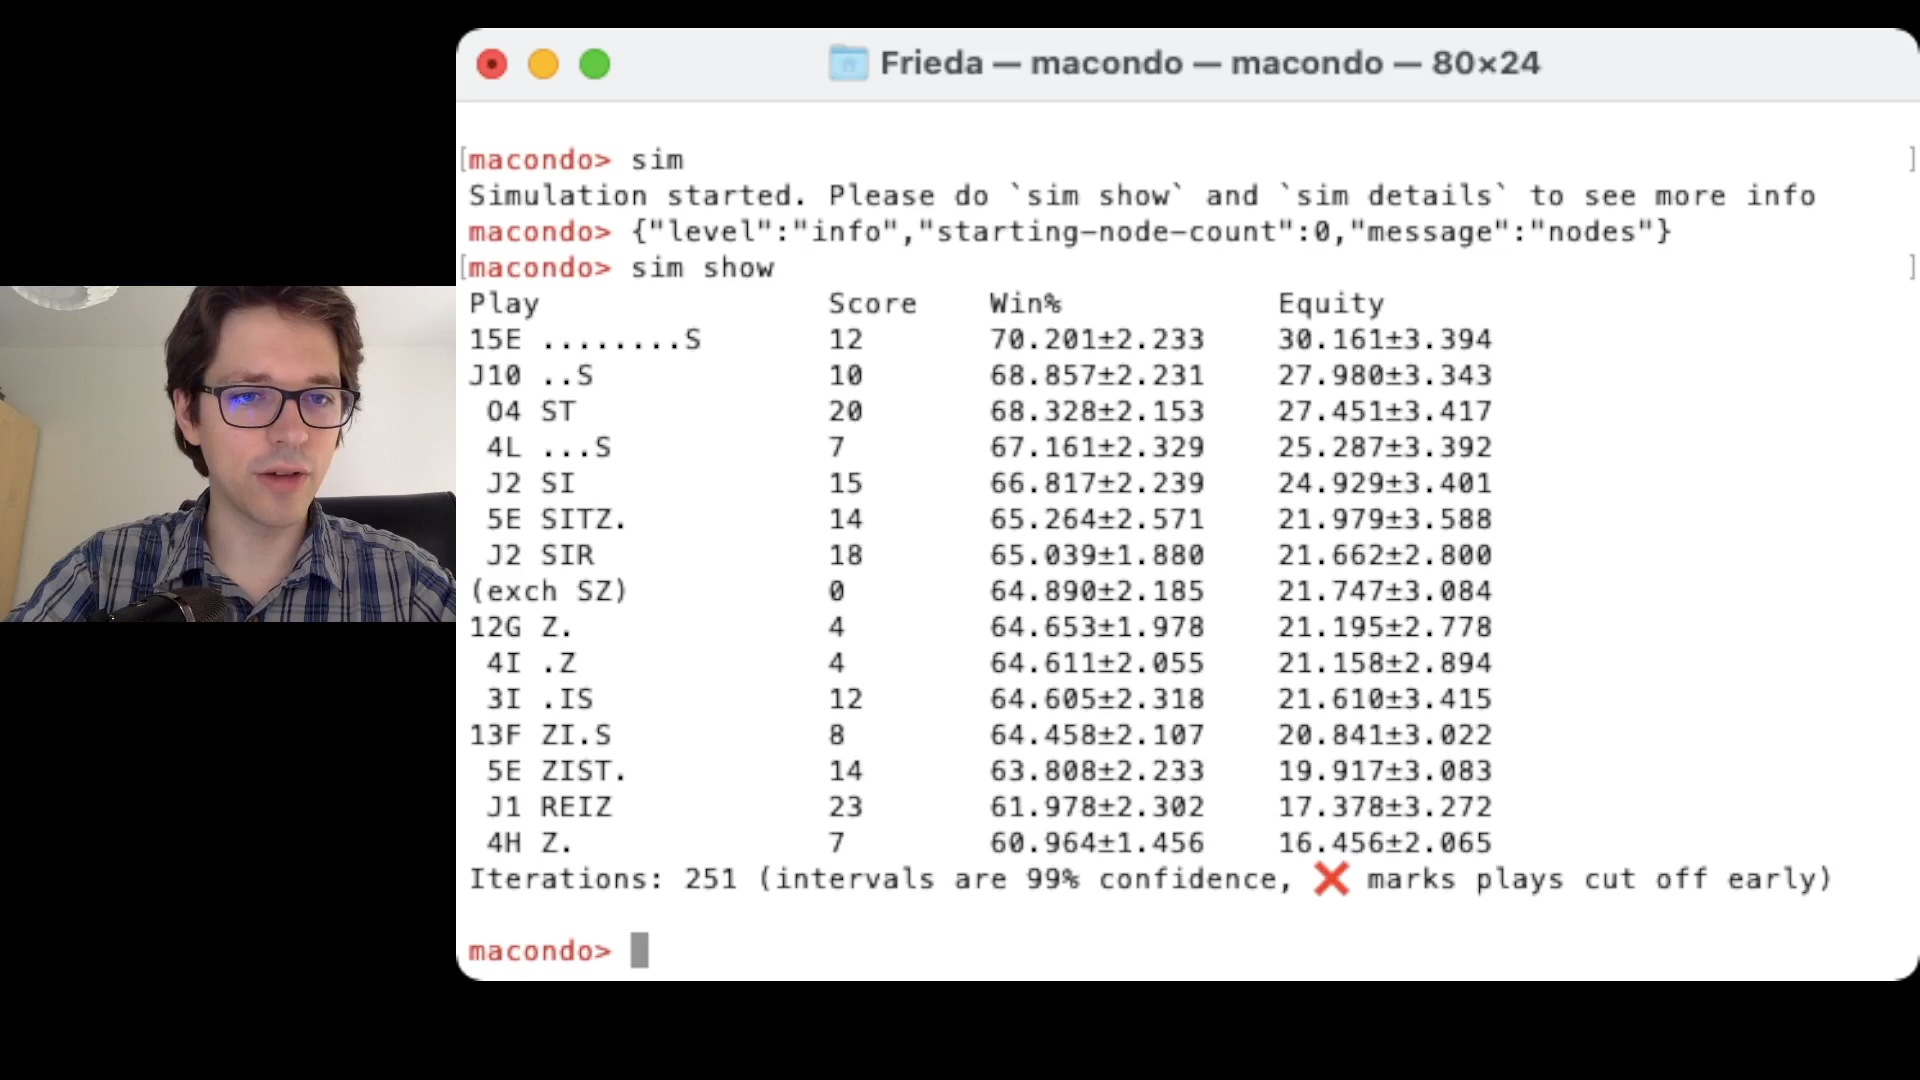 Frieda — macondo — macondo — 80×24
[macondo> sim ]
Simulation started. Please do `sim show` and `sim details` to see more info
macondo> {"level":"info","starting-node-count":0,"message":"nodes"}
[macondo> sim show ]
Play Score Win% Equity
15E ........S 12 70.201±2.233 30.161±3.394
J10 ..S 10 68.857±2.231 27.980±3.343
O4 ST 20 68.328±2.153 27.451±3.417
4L ...S 7 67.161±2.329 25.287±3.392
J2 SI 15 66.817±2.239 24.929±3.401
5E SITZ. 14 65.264±2.571 21.979±3.588
J2 SIR 18 65.039±1.880 21.662±2.800
(exch SZ) 0 64.890±2.185 21.747±3.084
12G Z. 4 64.653±1.978 21.195±2.778
4I .Z 4 64.611±2.055 21.158±2.894
3I .IS 12 64.605±2.318 21.610±3.415
13F ZI.S 8 64.458±2.107 20.841±3.022
5E ZIST. 14 63.808±2.233 19.917±3.083
J1 REIZ 23 61.978±2.302 17.378±3.272
4H Z. 7 60.964±1.456 16.456±2.065
Iterations: 251 (intervals are 99% confidence, ❌ marks plays cut off early)
macondo>